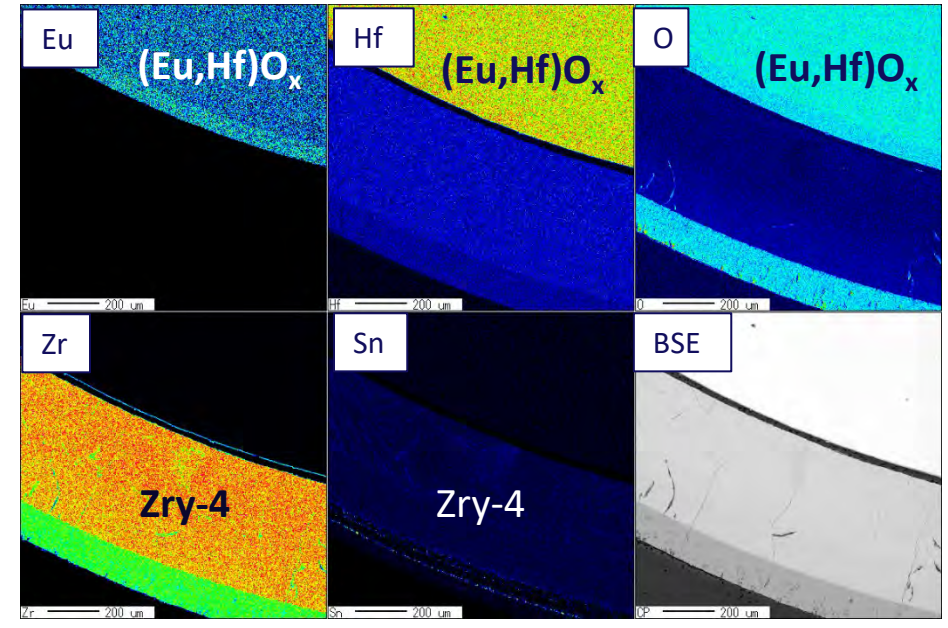 Eu
(Eu,Hf)Oₓ
Eu 200 um
Hf
(Eu,Hf)Oₓ
Hf 200 um
O
(Eu,Hf)Oₓ
O 200 um
Zr
Zry-4
Zr 200 um
Sn
Zry-4
Sn 200 um
BSE
CP 200 um